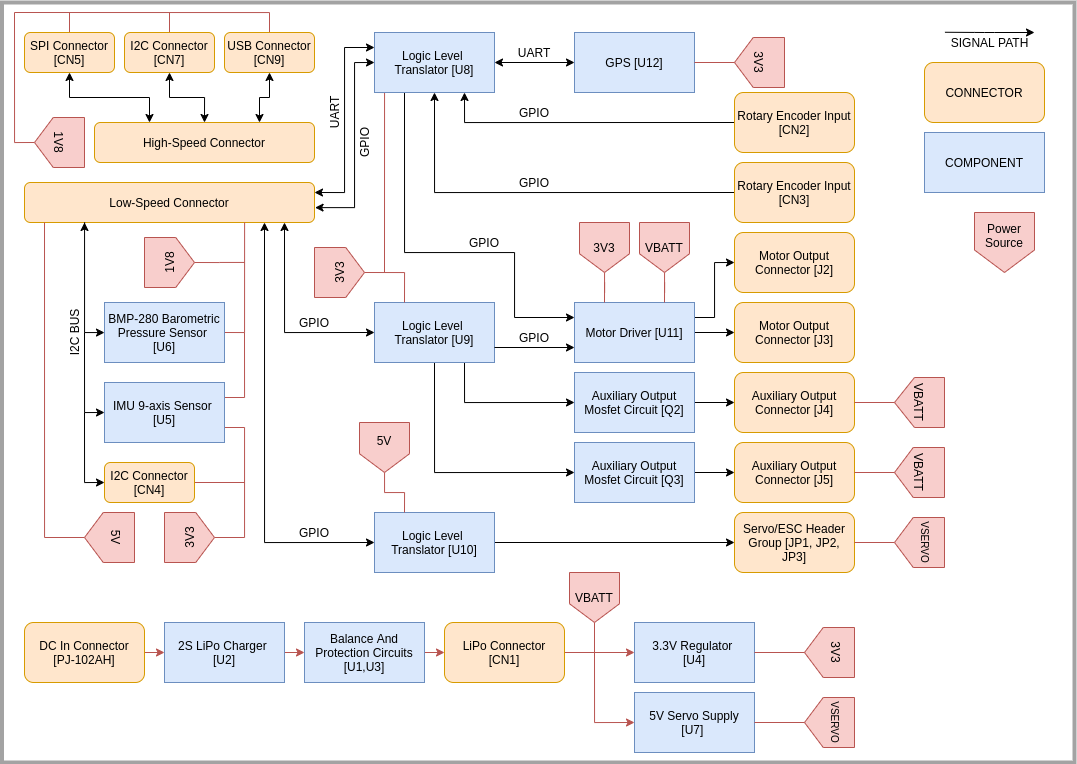 SPI Connector
[CN5]
I2C Connector
[CN7]
USB Connector
[CN9]
1V8
High-Speed Connector
Low-Speed Connector
UART
GPIO
Logic Level
Translator [U8]
UART
GPS [U12]
3V3
GPIO
Rotary Encoder Input
[CN2]
GPIO
Rotary Encoder Input
[CN3]
SIGNAL PATH
CONNECTOR
COMPONENT
Power
Source
1V8
I2C BUS
BMP-280 Barometric
Pressure Sensor
[U6]
IMU 9-axis Sensor
[U5]
I2C Connector
[CN4]
5V
3V3
3V3
GPIO
GPIO
Logic Level
Translator [U9]
GPIO
3V3
VBATT
Motor Driver [U11]
Motor Output
Connector [J2]
Motor Output
Connector [J3]
Auxiliary Output
Mosfet Circuit [Q2]
Auxiliary Output
Connector [J4]
VBATT
Auxiliary Output
Mosfet Circuit [Q3]
Auxiliary Output
Connector [J5]
VBATT
5V
GPIO
Logic Level
Translator [U10]
Servo/ESC Header
Group [JP1, JP2,
JP3]
VSERVO
VBATT
DC In Connector
[PJ-102AH]
2S LiPo Charger
[U2]
Balance And
Protection Circuits
[U1,U3]
LiPo Connector
[CN1]
3.3V Regulator
[U4]
3V3
5V Servo Supply
[U7]
VSERVO